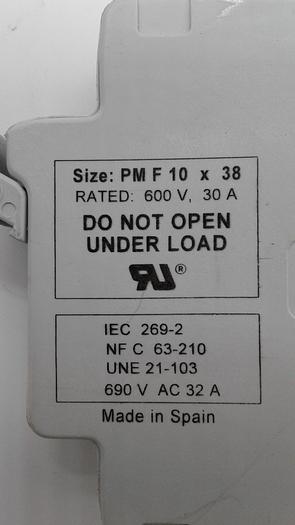 Size: PM F 10 x 38
RATED: 600 V, 30 A
DO NOT OPEN
UNDER LOAD
RU®
IEC 269-2
NF C 63-210
UNE 21-103
690 V AC 32 A
Made in Spain